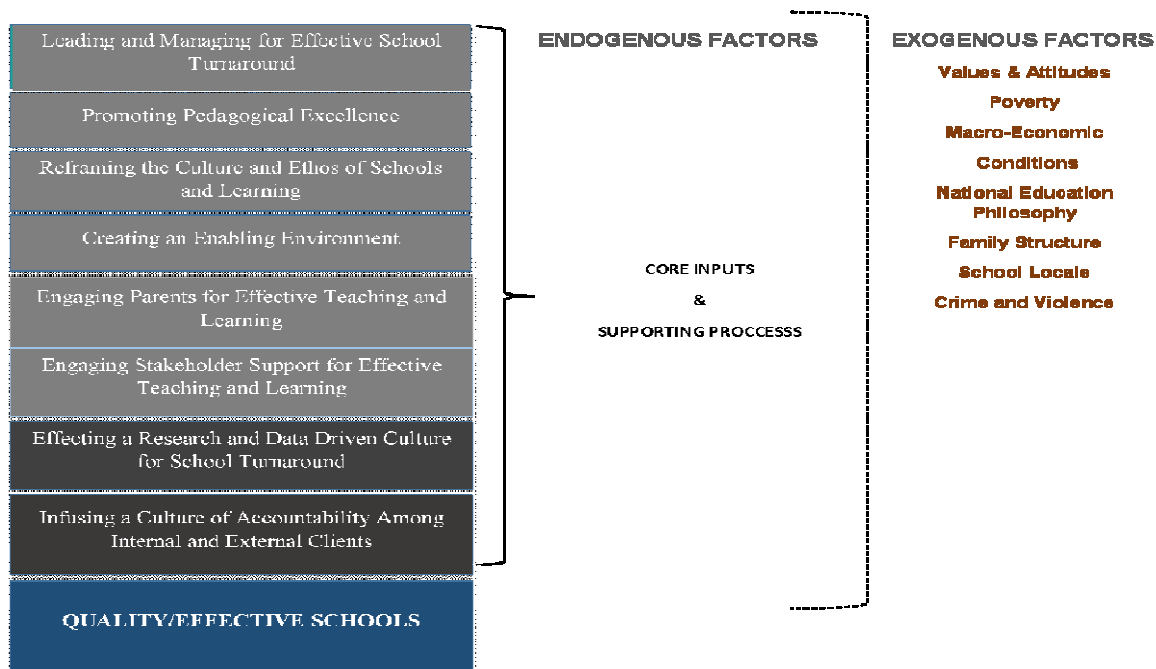 Leading and Managing for Effective School
Turnaround
Promoting Pedagogical Excellence
Reframing the Culture and Ethos of Schools
and Learning
Creating an Enabling Environment
Engaging Parents for Effective Teaching and
Learning
Engaging Stakeholder Support for Effective
Teaching and Learning
Effecting a Research and Data Driven Culture
for School Turnaround
Infusing a Culture of Accountability Among
Internal and External Clients
QUALITY/EFFECTIVE SCHOOLS
ENDOGENOUS FACTORS
CORE INPUTS
&
SUPPORTING PROCCESSS
EXOGENOUS FACTORS
Values & Attitudes
Poverty
Macro-Economic
Conditions
National Education
Philosophy
Family Structure
School Locale
Crime and Violence